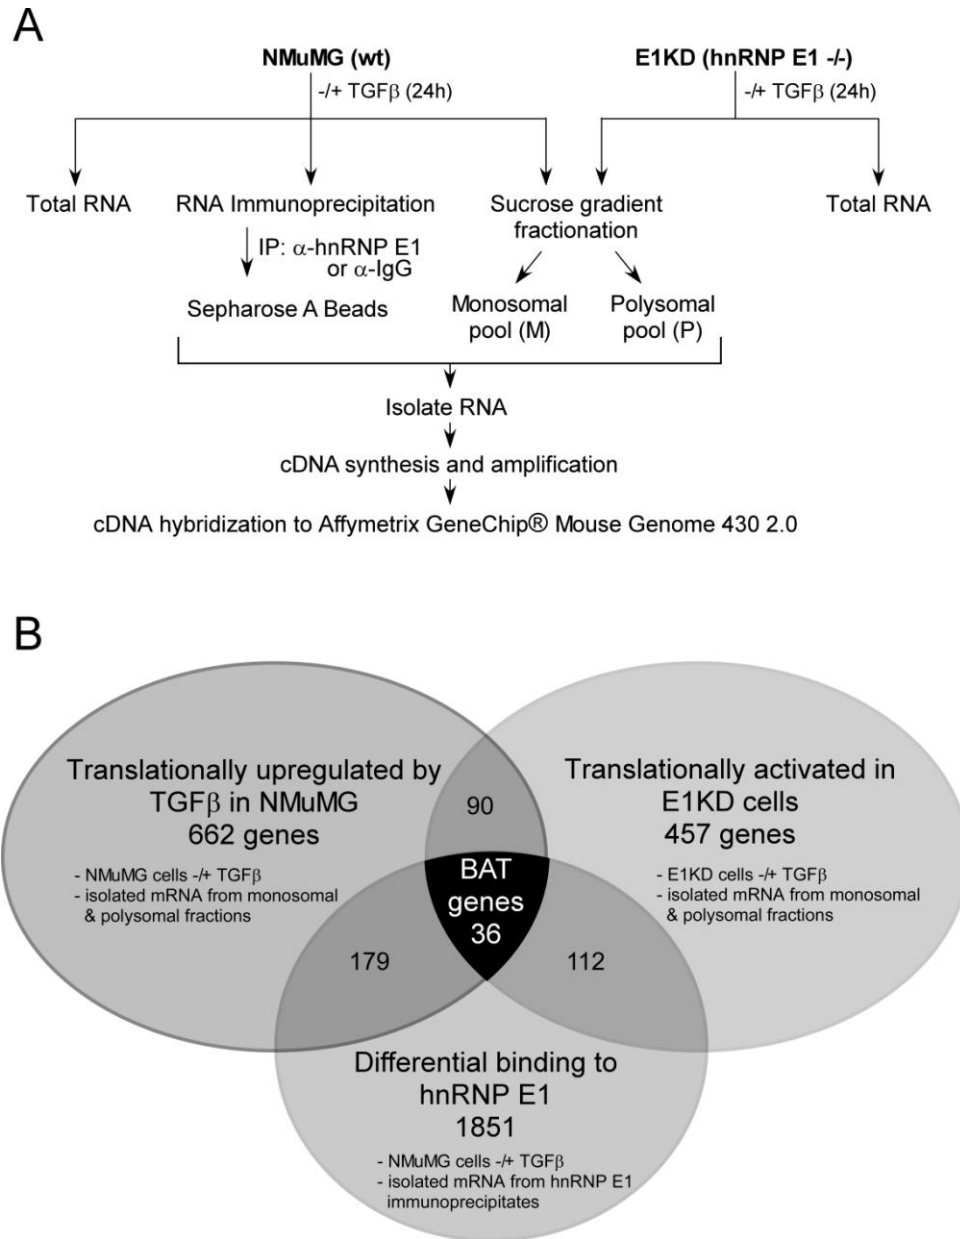 A
NMuMG (wt)
E1KD (hnRNP E1 -/-)
-/+ TGFβ (24h)
-/+ TGFβ (24h)
Total RNA
RNA Immunoprecipitation
Sucrose gradient
fractionation
Total RNA
IP: α-hnRNP E1
or α-IgG
Sepharose A Beads
Monosomal
pool (M)
Polysomal
pool (P)
Isolate RNA
cDNA synthesis and amplification
cDNA hybridization to Affymetrix GeneChip® Mouse Genome 430 2.0
B
Translationally upregulated by
TGFβ in NMuMG
662 genes
- NMuMG cells -/+ TGFβ
- isolated mRNA from monosomal
& polysomal fractions
90
Translationally activated in
E1KD cells
457 genes
- E1KD cells -/+ TGFβ
- isolated mRNA from monosomal
& polysomal fractions
BAT
genes
36
179
112
Differential binding to
hnRNP E1
1851
- NMuMG cells -/+ TGFβ
- isolated mRNA from hnRNP E1
immunoprecipitates